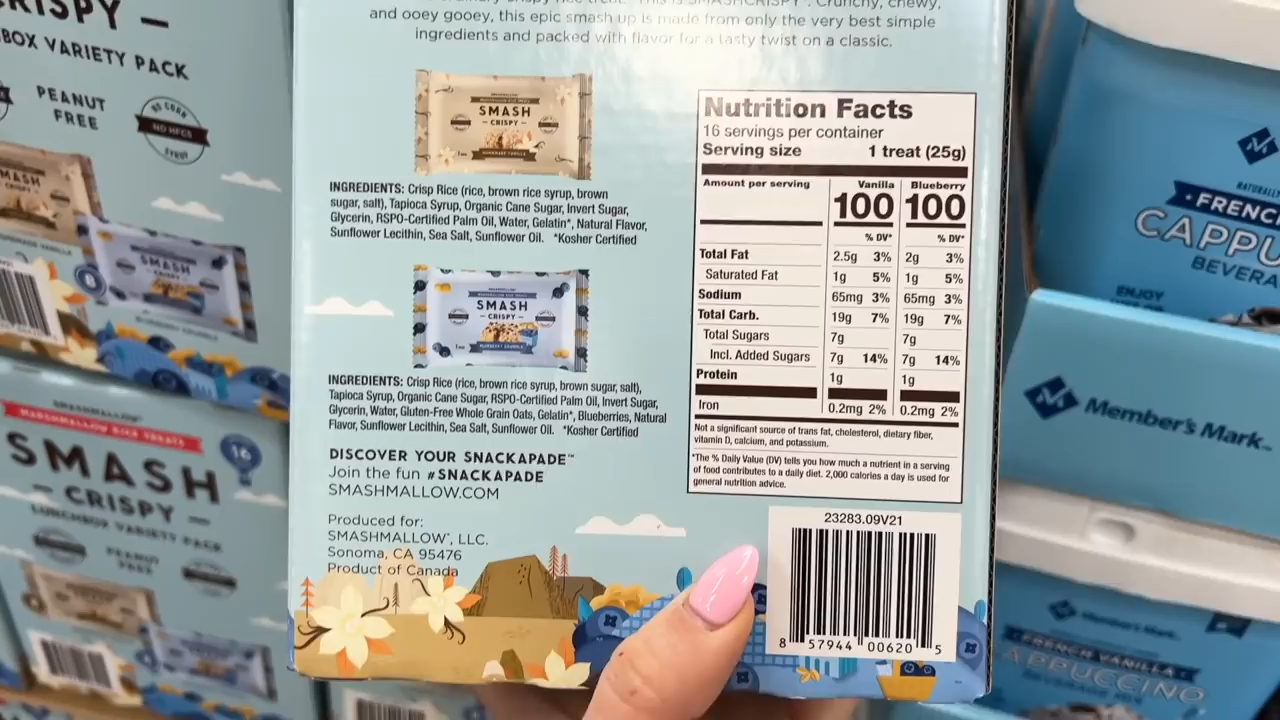 and ooey gooey, this epic smash up is made from only the very best simple
ingredients and packed with flavor for a tasty twist on a classic.
SMASH
- CRISPY -
INGREDIENTS: Crisp Rice (rice, brown rice syrup, brown
sugar, salt), Tapioca Syrup, Organic Cane Sugar, Invert Sugar,
Glycerin, RSPO-Certified Palm Oil, Water, Gelatin*, Natural Flavor,
Sunflower Lecithin, Sea Salt, Sunflower Oil. *Kosher Certified
SMASH
- CRISPY -
INGREDIENTS: Crisp Rice (rice, brown rice syrup, brown sugar, salt),
Tapioca Syrup, Organic Cane Sugar, RSPO-Certified Palm Oil, Invert Sugar,
Glycerin, Water, Gluten-Free Whole Grain Oats, Gelatin*, Blueberries, Natural
Flavor, Sunflower Lecithin, Sea Salt, Sunflower Oil. *Kosher Certified
DISCOVER YOUR SNACKAPADE™
Join the fun #SNACKAPADE
SMASHMALLOW.COM
Produced for:
SMASHMALLOW®, LLC.
Sonoma, CA 95476
Product of Canada
Nutrition Facts
16 servings per container
Serving size 1 treat (25g)
Amount per serving Vanilla Blueberry
100 100
% DV* % DV*
Total Fat 2.5g 3% 2g 3%
Saturated Fat 1g 5% 1g 5%
Sodium 65mg 3% 65mg 3%
Total Carb. 19g 7% 19g 7%
Total Sugars 7g 7g
Incl. Added Sugars 7g 14% 7g 14%
Protein 1g 1g
Iron 0.2mg 2% 0.2mg 2%
Not a significant source of trans fat, cholesterol, dietary fiber,
vitamin D, calcium, and potassium.
*The % Daily Value (DV) tells you how much a nutrient in a serving
of food contributes to a daily diet. 2,000 calories a day is used for
general nutrition advice.
23283.09V21
8 57944 00620 5
CRISPY -
BOX VARIETY PACK
PEANUT
FREE
NO CORN
NO HFCS
SYRUP
SMASH
SMASHMALLOW
MARSHMALLOW RICE TREATS
16
SMASH
- CRISPY -
LUNCHBOX VARIETY PACK
PEANUT
FREE
NATURALLY
FRENC
CAPPU
BEVERA
ENJOY
Member's Mark™
Member's Mark
FRENCH VANILLA
CAPPUCCINO